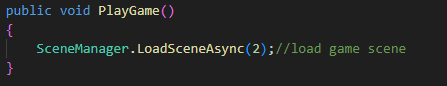 public void PlayGame()
{
    SceneManager.LoadSceneAsync(2);//load game scene
}